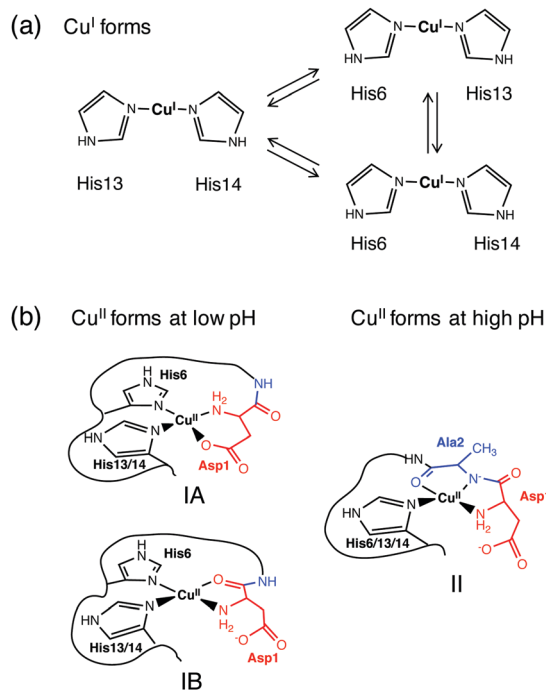 (a) Cu^I forms
N Cu^I N
HN NH
His6 His13
N Cu^I N
HN NH
His13 His14
N Cu^I N
HN NH
His6 His14
(b) Cu^II forms at low pH
Cu^II forms at high pH
H
N
His6
N
NH
H2
N
Cu^II
O
HN
N
O
O
His13/14
Asp1
IA
Ala2
CH3
HN
O
N-
O
Cu^II
Asp1
HN
N
N
H2
O
-O
His6/13/14
II
H
N
His6
N
O
NH
Cu^II
HN
N
N
H2
O
-O
His13/14
Asp1
IB